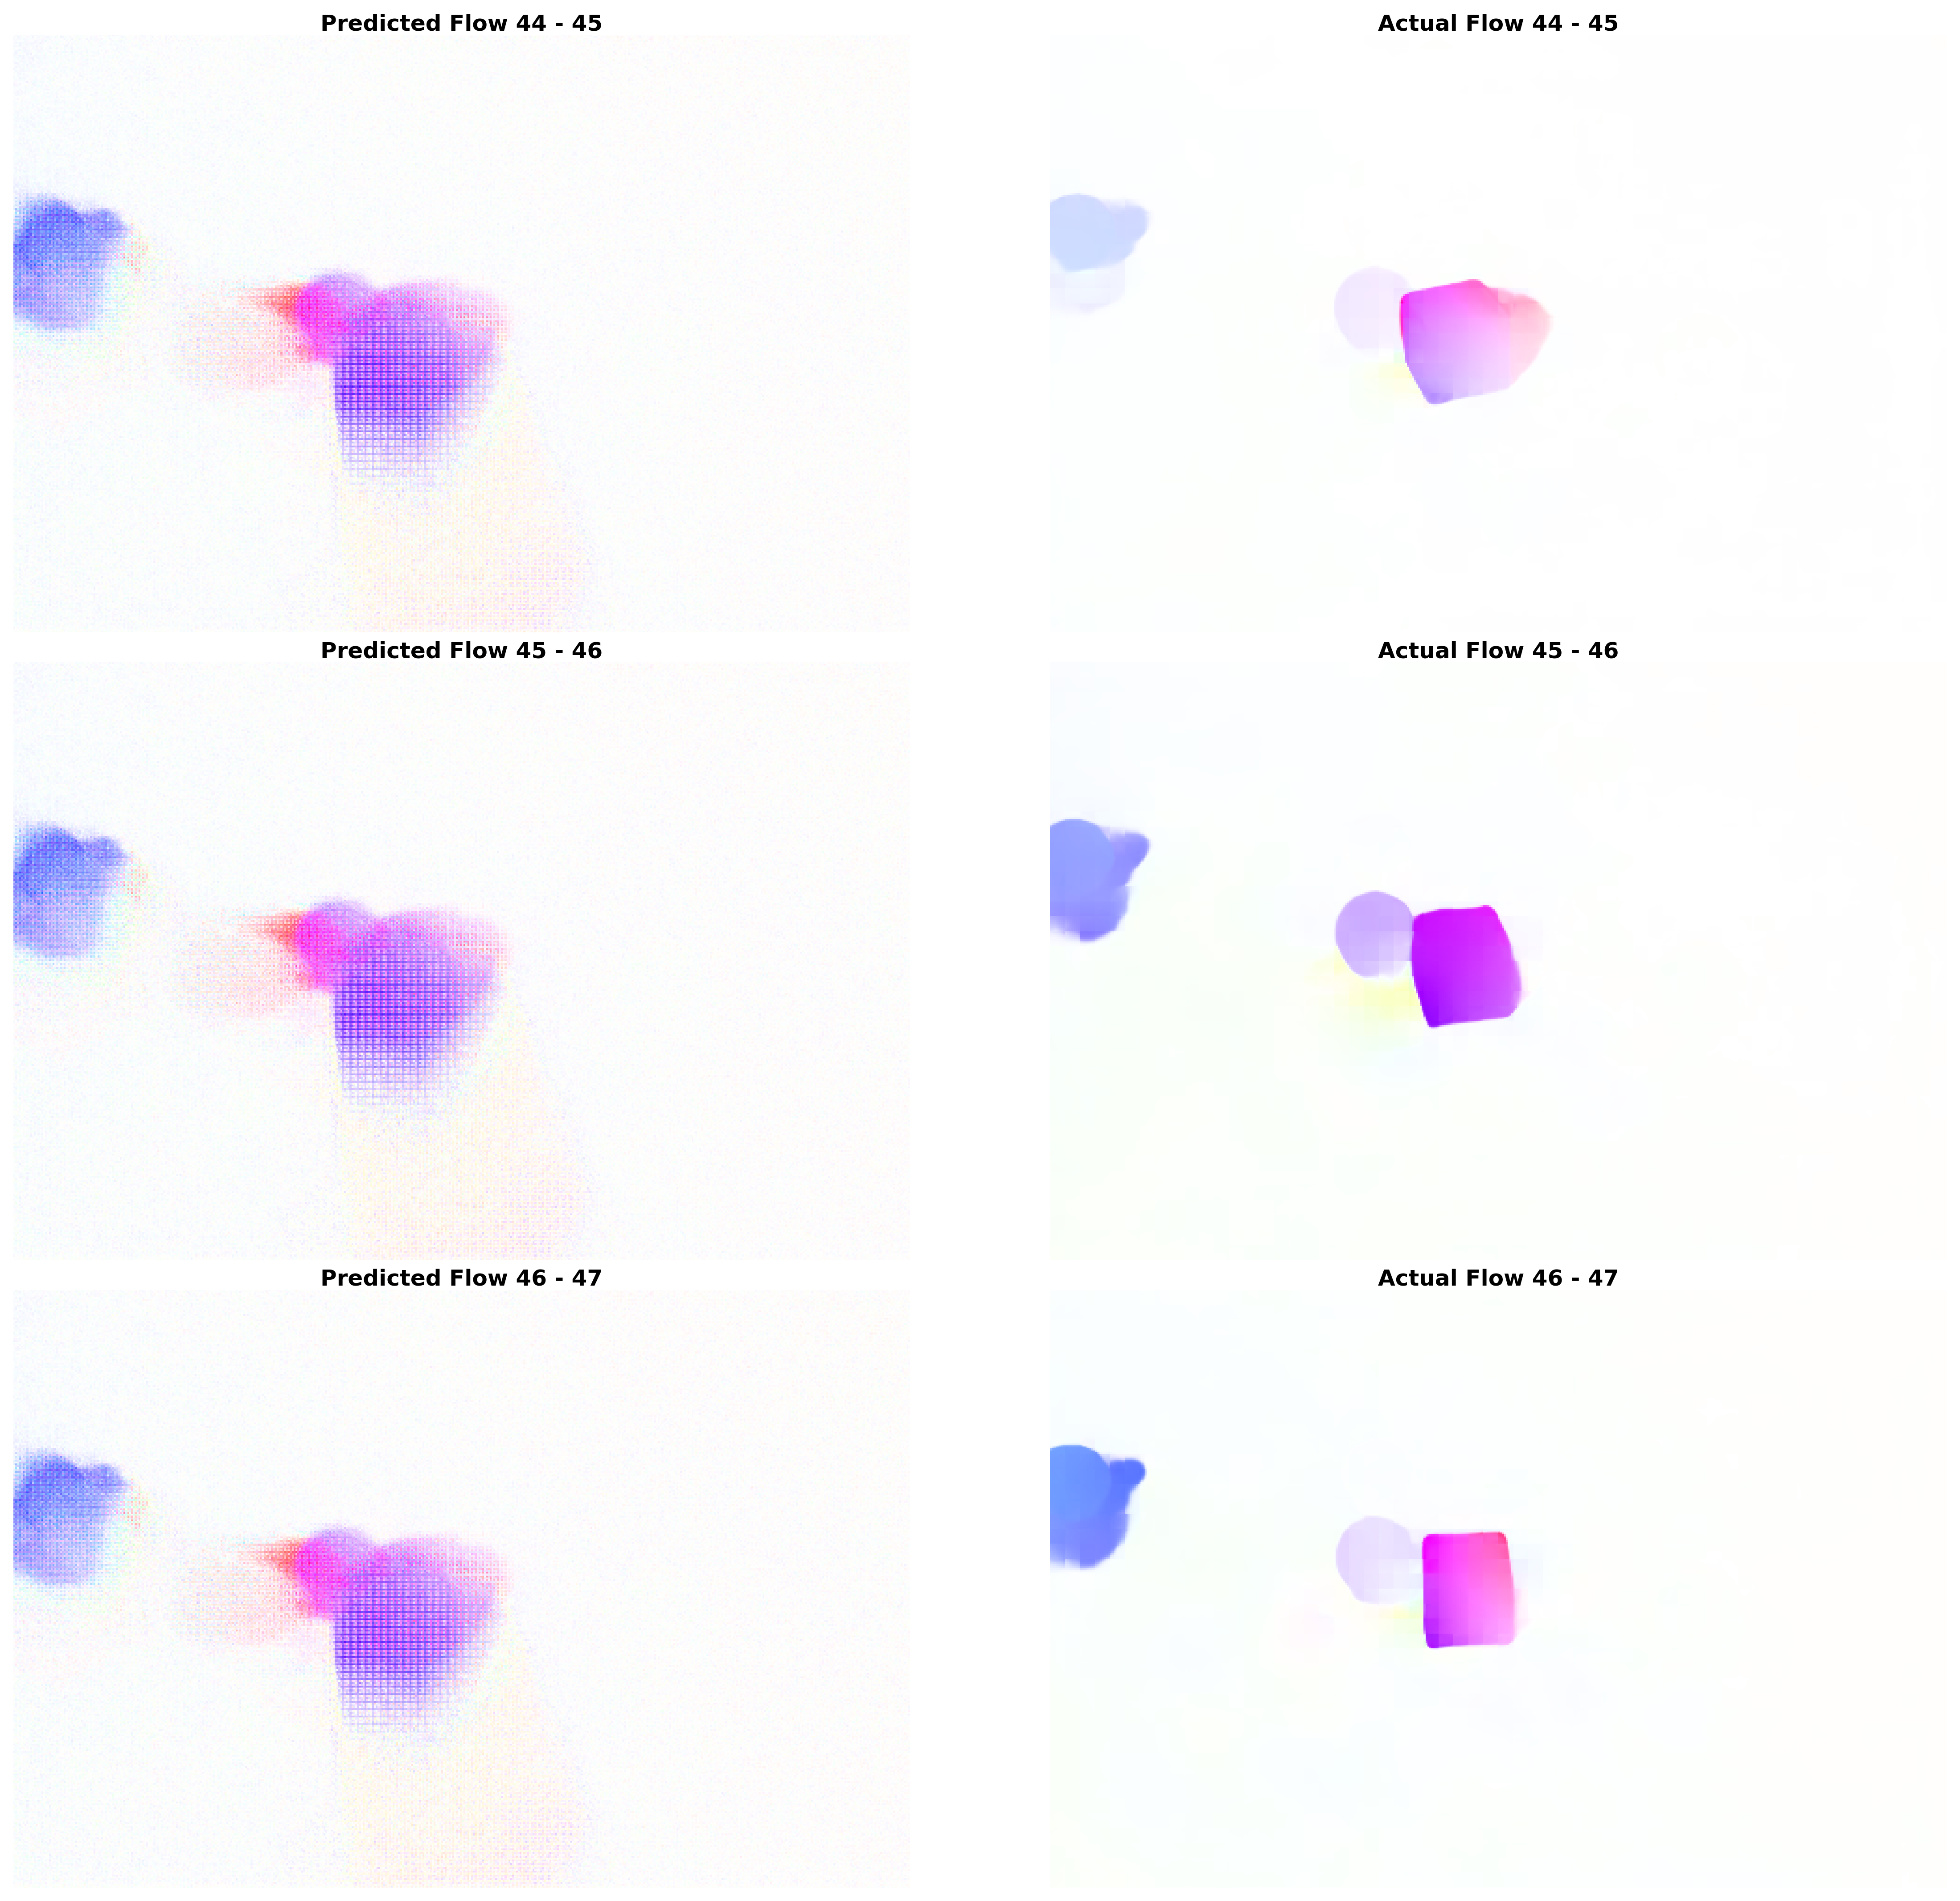 Predicted Flow 44 - 45
Actual Flow 44 - 45
Predicted Flow 45 - 46
Actual Flow 45 - 46
Predicted Flow 46 - 47
Actual Flow 46 - 47